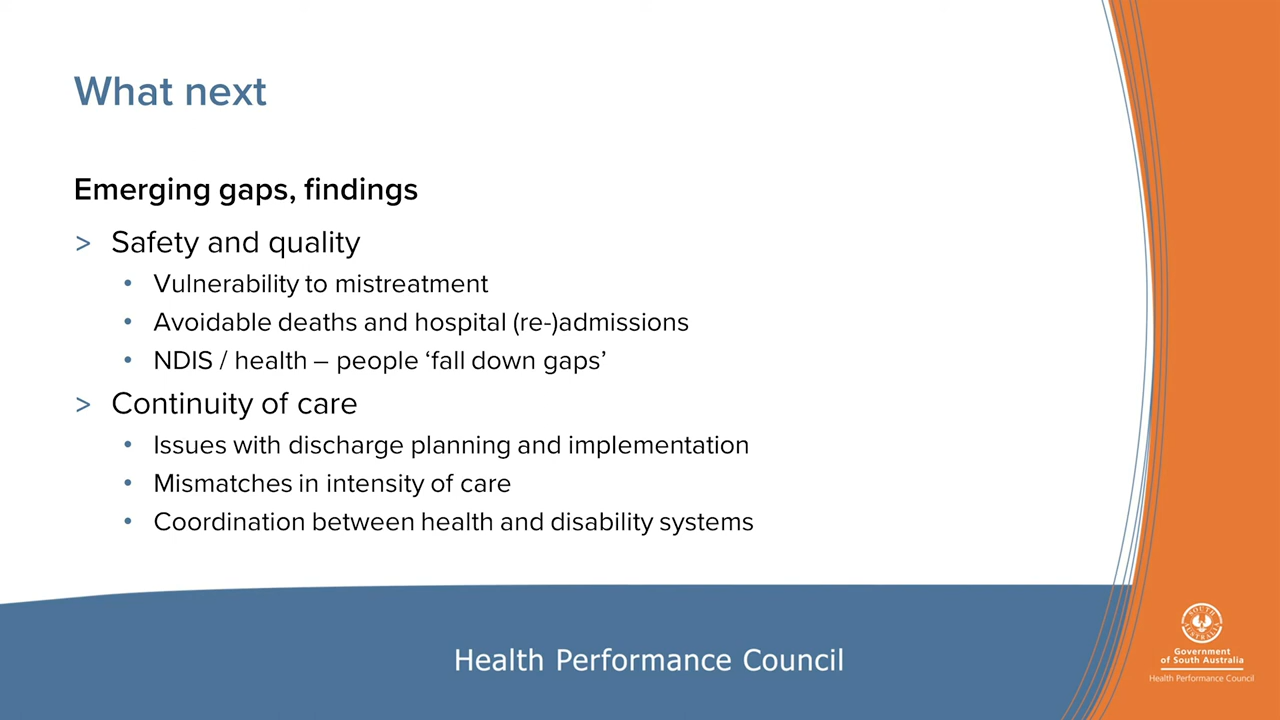 What next
Emerging gaps, findings
> Safety and quality
• Vulnerability to mistreatment
• Avoidable deaths and hospital (re-)admissions
• NDIS / health – people ‘fall down gaps’
> Continuity of care
• Issues with discharge planning and implementation
• Mismatches in intensity of care
• Coordination between health and disability systems
Health Performance Council
SOUTH AUSTRALIA
Government
of South Australia
Health Performance Council